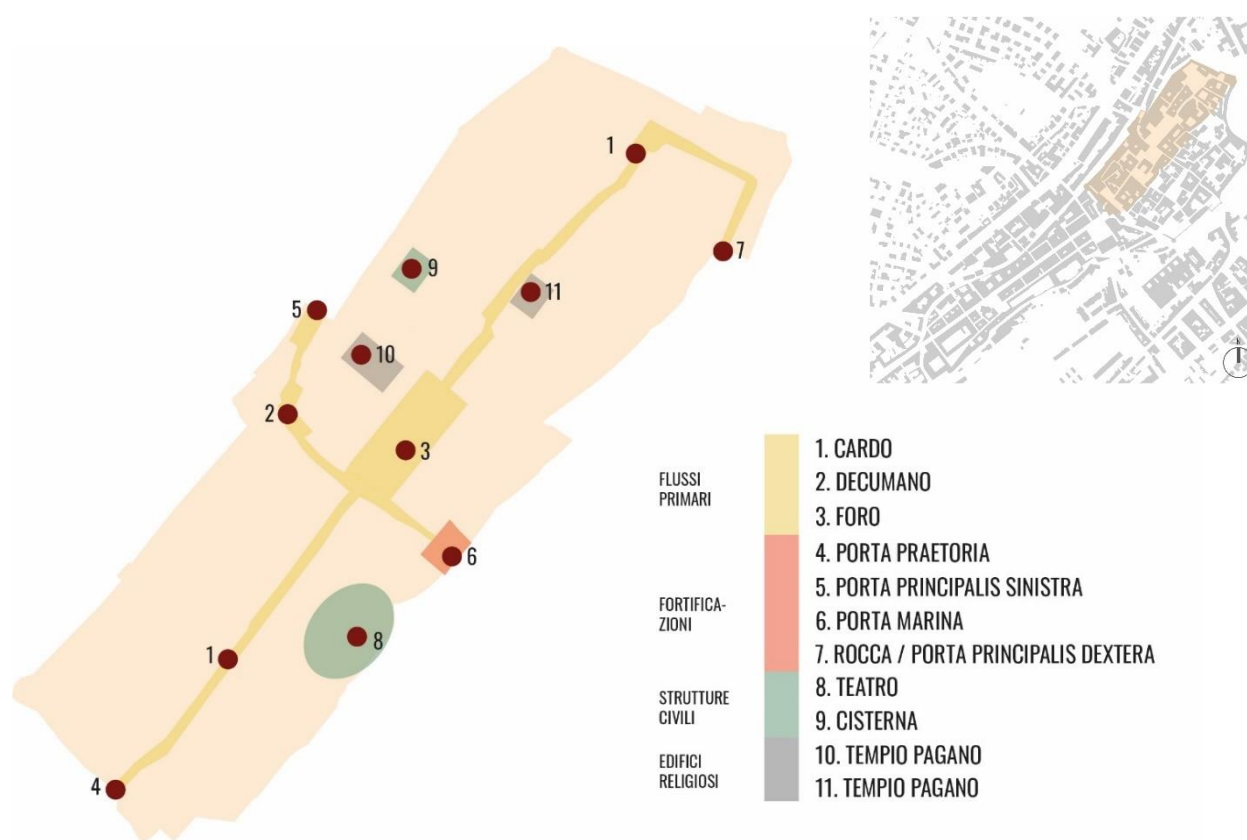 1
7
9
11
5
10
2
3
6
8
1
4
FLUSSI
PRIMARI
1. CARDO
2. DECUMANO
3. FORO
FORTIFICA-
ZIONI
4. PORTA PRAETORIA
5. PORTA PRINCIPALIS SINISTRA
6. PORTA MARINA
7. ROCCA / PORTA PRINCIPALIS DEXTERA
STRUTTURE
CIVILI
8. TEATRO
9. CISTERNA
EDIFICI
RELIGIOSI
10. TEMPIO PAGANO
11. TEMPIO PAGANO